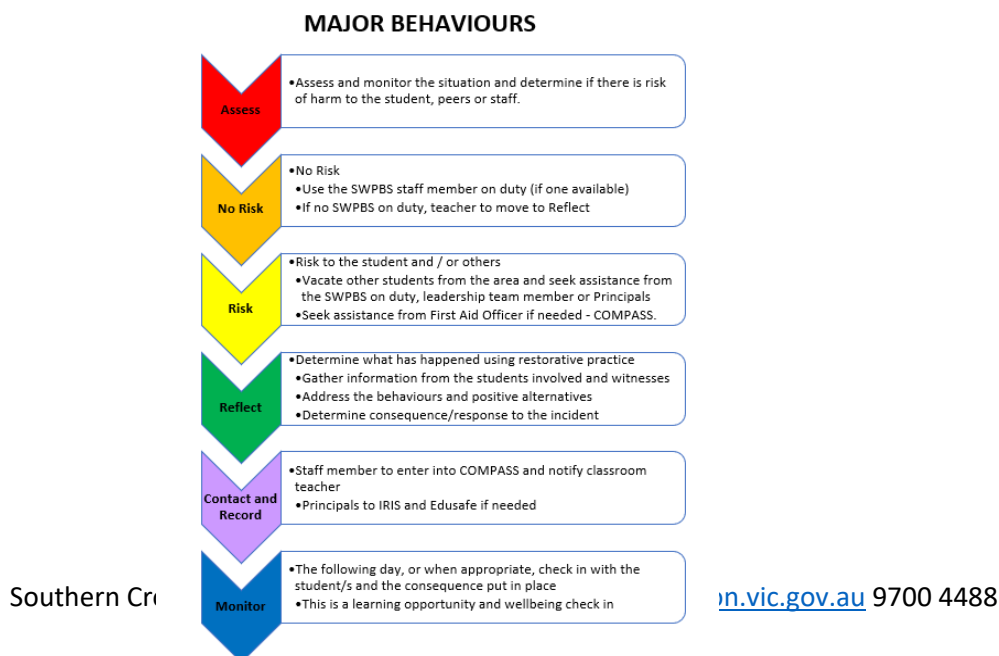 MAJOR BEHAVIOURS
Assess
•Assess and monitor the situation and determine if there is risk
of harm to the student, peers or staff.
No Risk
•No Risk
•Use the SWPBS staff member on duty (if one available)
•If no SWPBS on duty, teacher to move to Reflect
Risk
•Risk to the student and / or others
•Vacate other students from the area and seek assistance from
the SWPBS on duty, leadership team member or Principals
•Seek assistance from First Aid Officer if needed - COMPASS.
Reflect
•Determine what has happened using restorative practice
•Gather information from the students involved and witnesses
•Address the behaviours and positive alternatives
•Determine consequence/response to the incident
Contact and
Record
•Staff member to enter into COMPASS and notify classroom
teacher
•Principals to IRIS and Edusafe if needed
Monitor
•The following day, or when appropriate, check in with the
student/s and the consequence put in place
•This is a learning opportunity and wellbeing check in
Southern .vic.gov.au 9700 4488